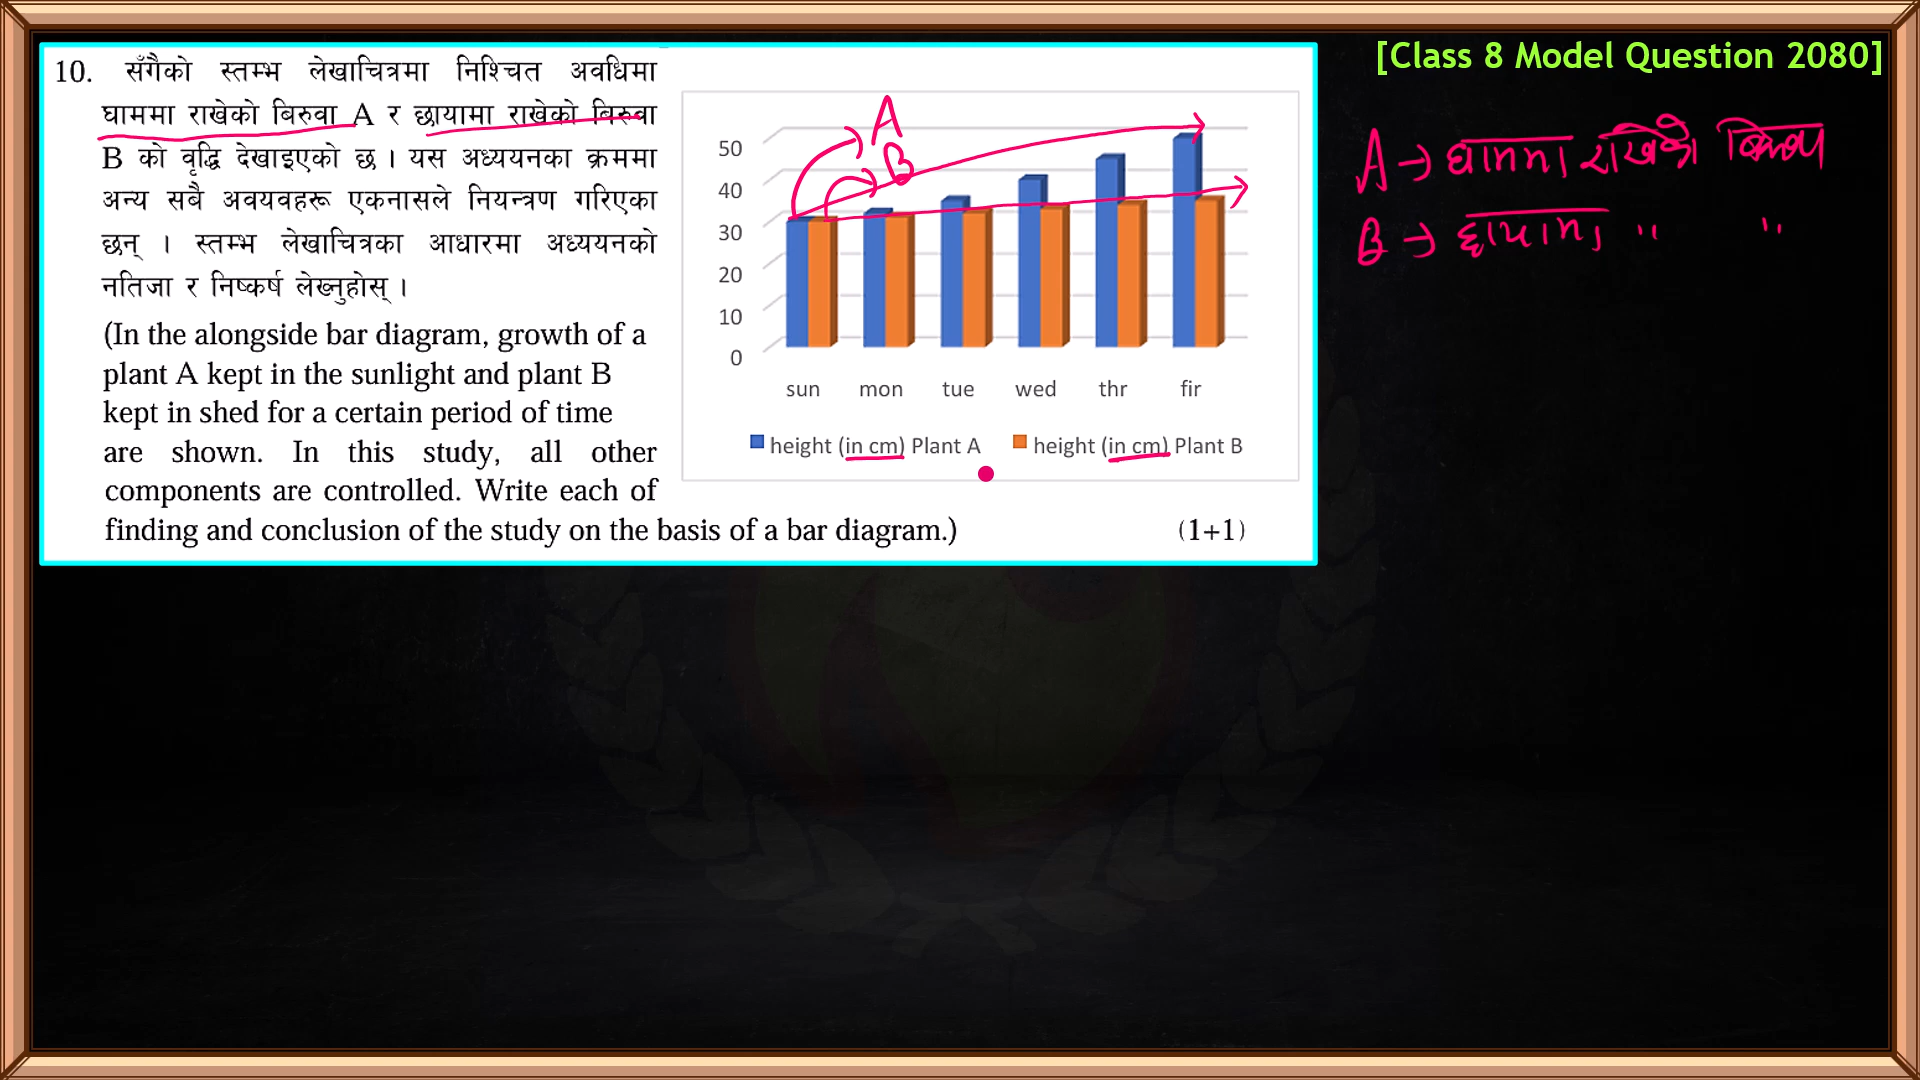 [Class 8 Model Question 2080]
10. सँगैको स्तम्भ लेखाचित्रमा निश्चित अवधिमा
घाममा राखेको बिरुवा A र छायामा राखेको बिरुवा
B को वृद्धि देखाइएको छ । यस अध्ययनका क्रममा
अन्य सबै अवयवहरू एकनासले नियन्त्रण गरिएका
छन् । स्तम्भ लेखाचित्रका आधारमा अध्ययनको
नतिजा र निष्कर्ष लेख्नुहोस् ।
(In the alongside bar diagram, growth of a
plant A kept in the sunlight and plant B
kept in shed for a certain period of time
are shown. In this study, all other
components are controlled. Write each of
finding and conclusion of the study on the basis of a bar diagram.) (1+1)
A
B
50
40
30
20
10
0
sun mon tue wed thr fir
height (in cm) Plant A height (in cm) Plant B
A → घाममा राखेको बिरुवा
B → छायामा " "